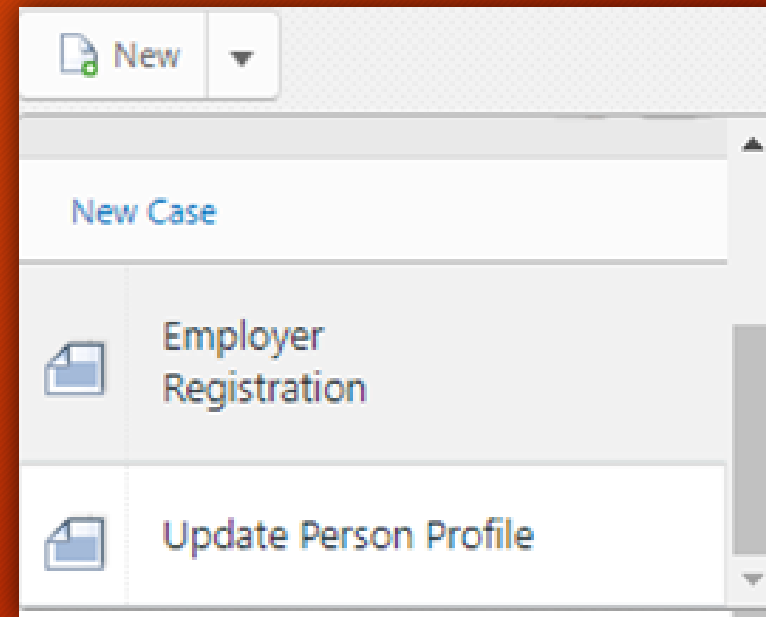 New
New Case
Employer
Registration
Update Person Profile